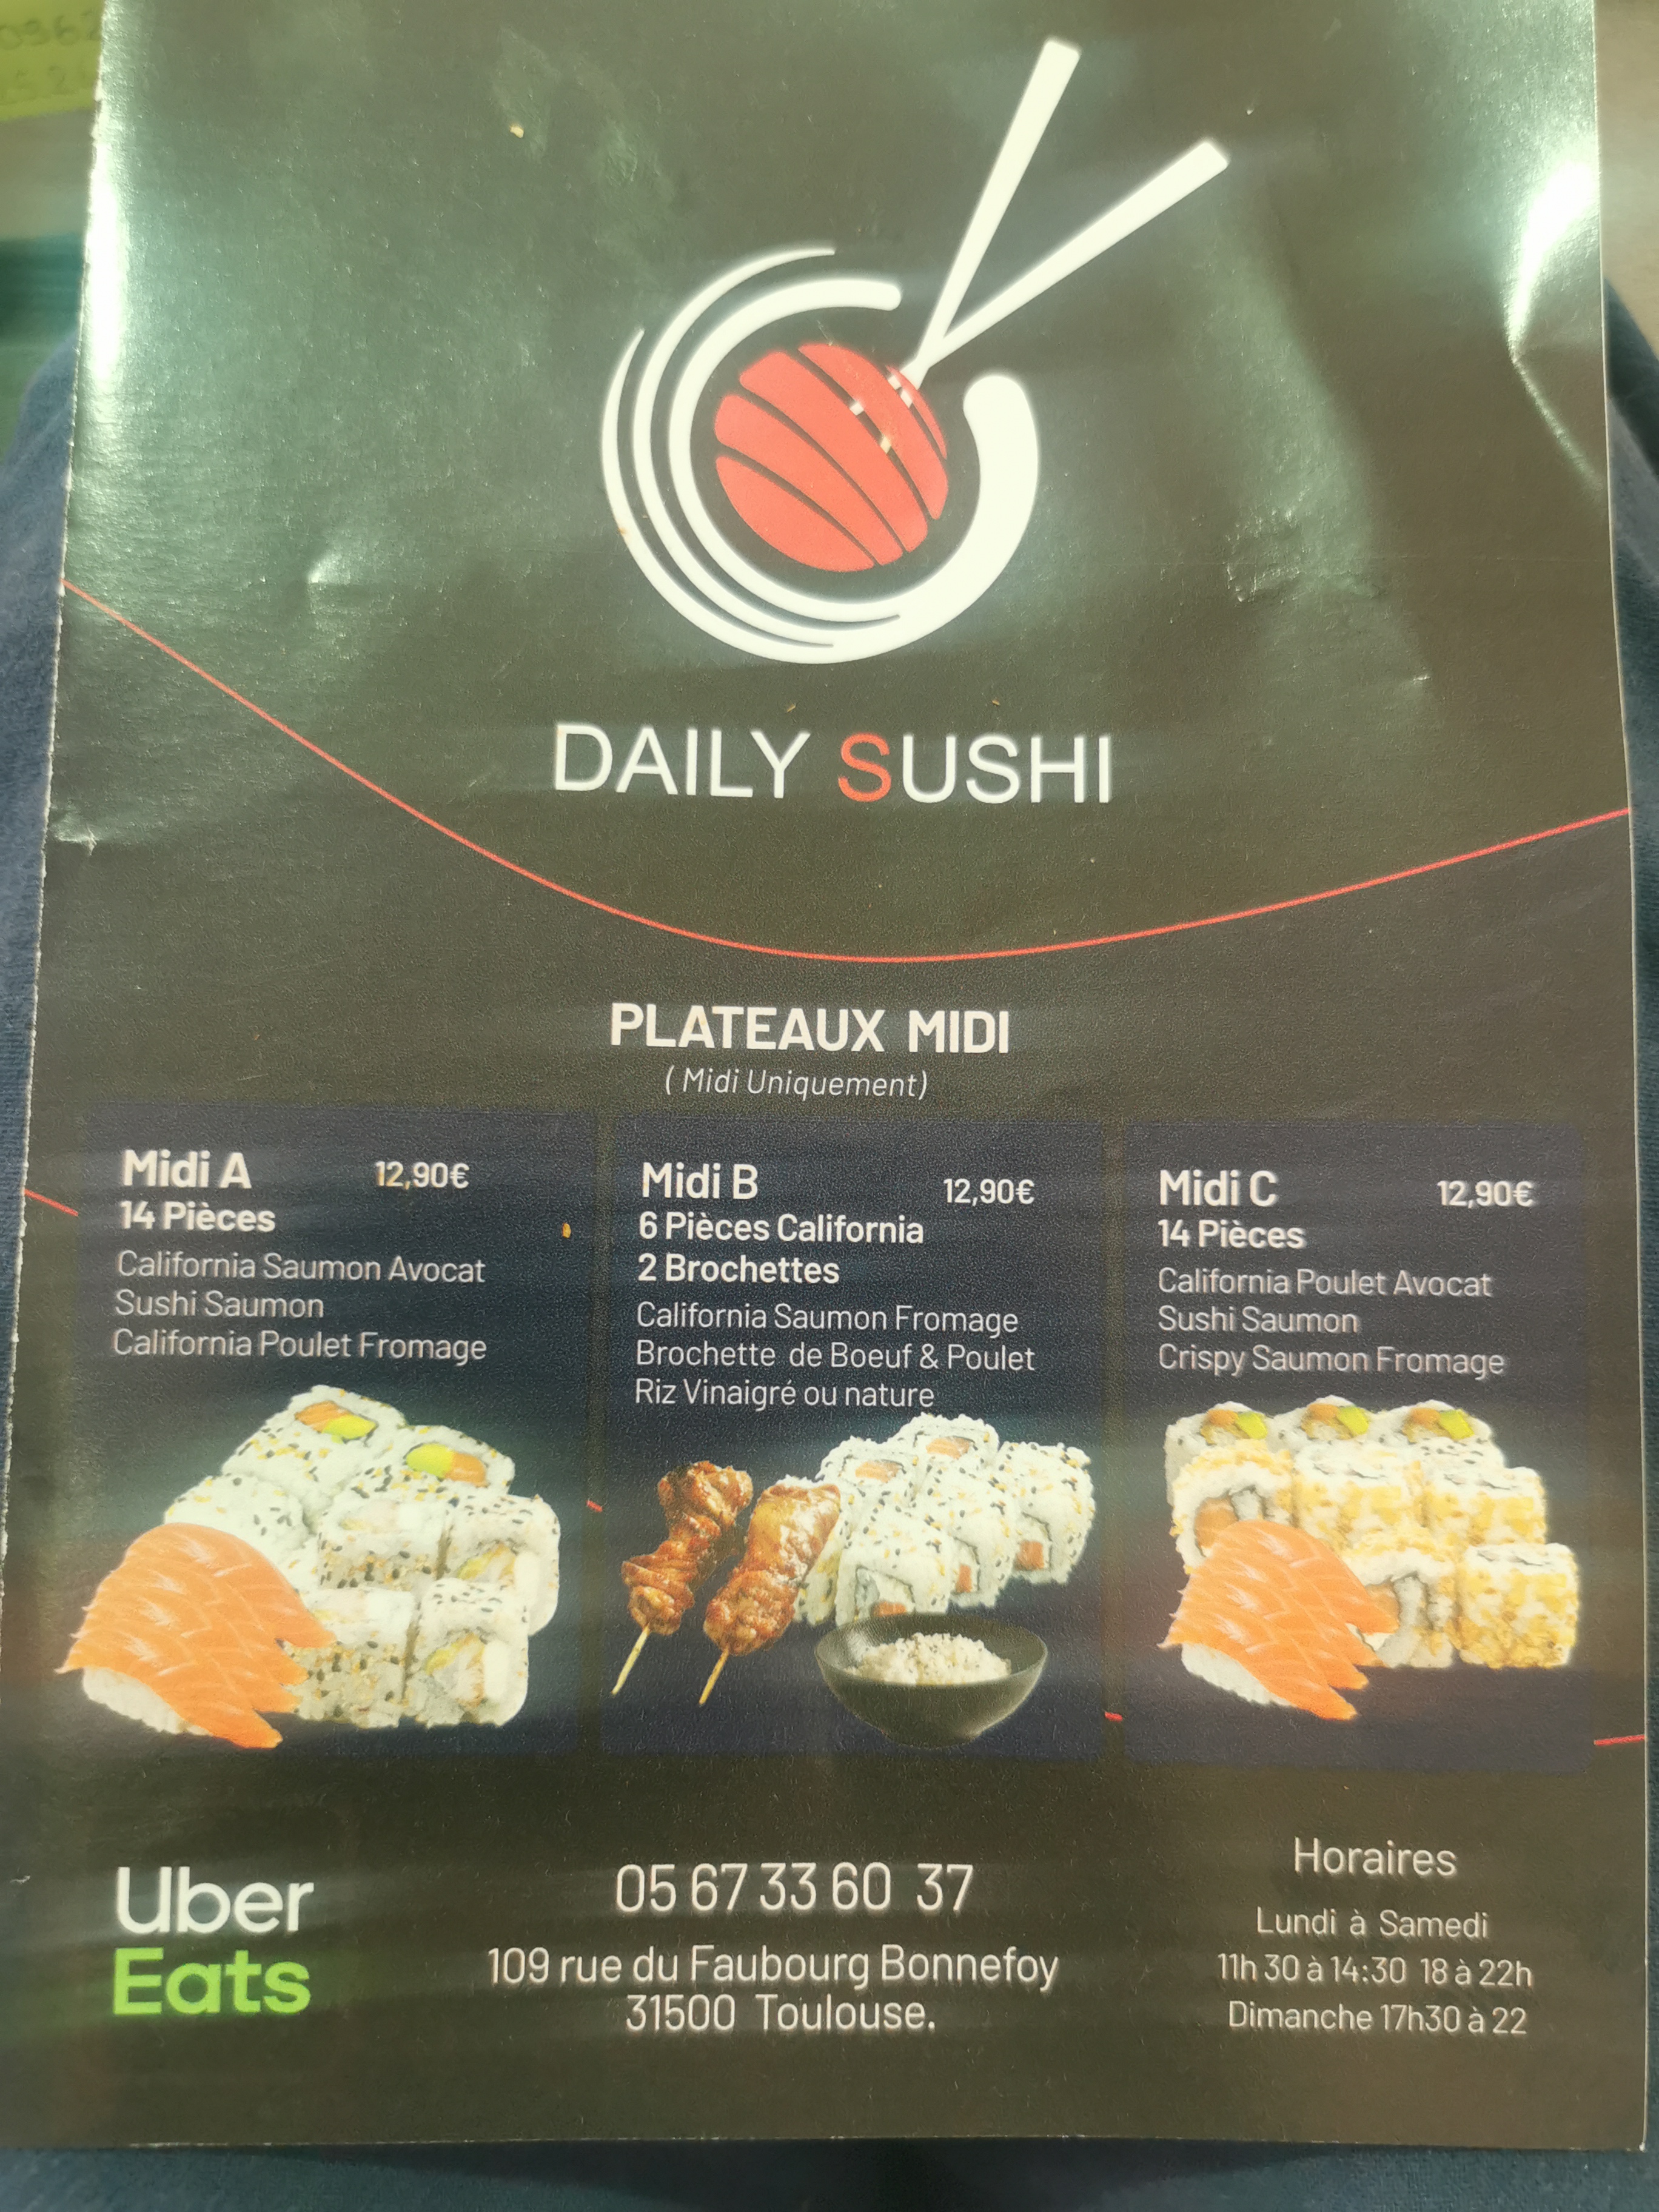 DAILY SUSHI
PLATEAUX MIDI
( Midi Uniquement)
Midi A 12,90€
14 Pièces
California Saumon Avocat
Sushi Saumon
California Poulet Fromage
Midi B 12,90€
6 Pièces California
2 Brochettes
California Saumon Fromage
Brochette de Boeuf & Poulet
Riz Vinaigré ou nature
Midi C 12,90€
14 Pièces
California Poulet Avocat
Sushi Saumon
Crispy Saumon Fromage
Uber
Eats
05 67 33 60 37
109 rue du Faubourg Bonnefoy
31500 Toulouse.
Horaires
Lundi à Samedi
11h 30 à 14:30 18 à 22h
Dimanche 17h30 à 22